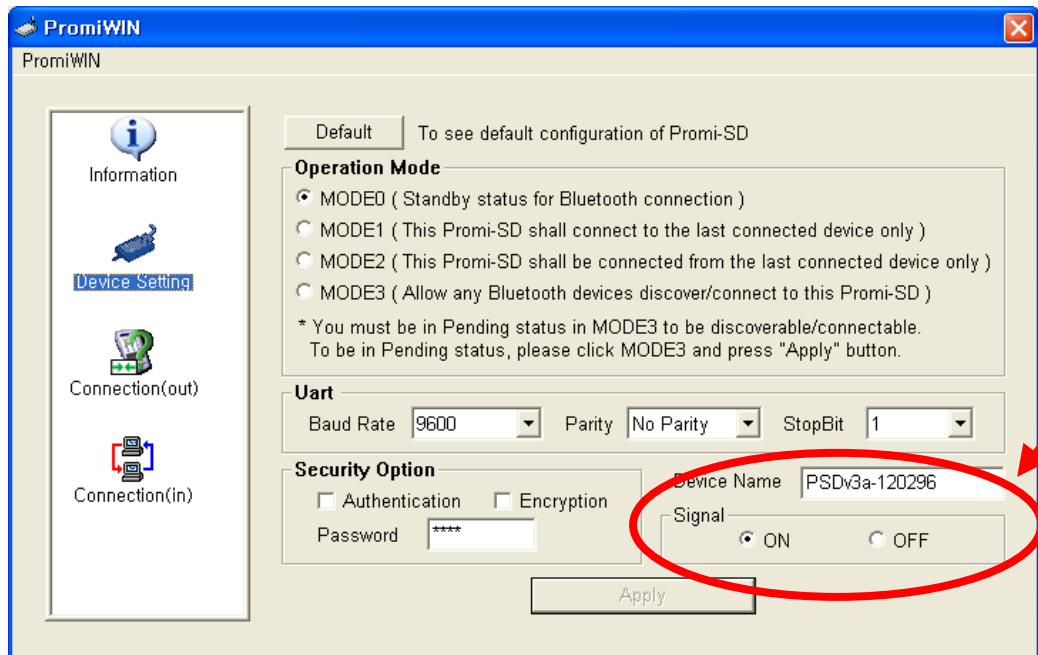 PromiWIN
PromiWIN
Information
Device Setting
Connection(out)
Connection(in)
Default To see default configuration of Promi-SD
Operation Mode
MODE0 ( Standby status for Bluetooth connection )
MODE1 ( This Promi-SD shall connect to the last connected device only )
MODE2 ( This Promi-SD shall be connected from the last connected device only )
MODE3 ( Allow any Bluetooth devices discover/connect to this Promi-SD )
* You must be in Pending status in MODE3 to be discoverable/connectable.
To be in Pending status, please click MODE3 and press "Apply" button.
Uart
Baud Rate 9600 Parity No Parity StopBit 1
Security Option
Authentication Encryption
Password ****
Device Name PSDv3a-120296
Signal
ON OFF
Apply